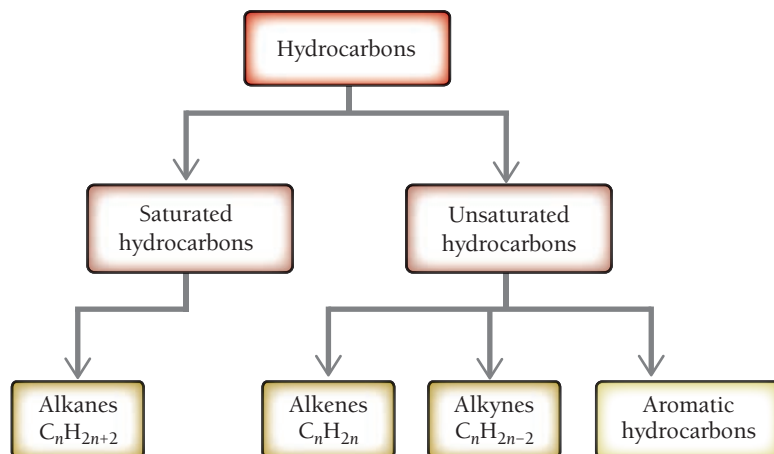 Hydrocarbons
Saturated
hydrocarbons
Unsaturated
hydrocarbons
Alkanes
CₙH₂ₙ₊₂
Alkenes
CₙH₂ₙ
Alkynes
CₙH₂ₙ₋₂
Aromatic
hydrocarbons